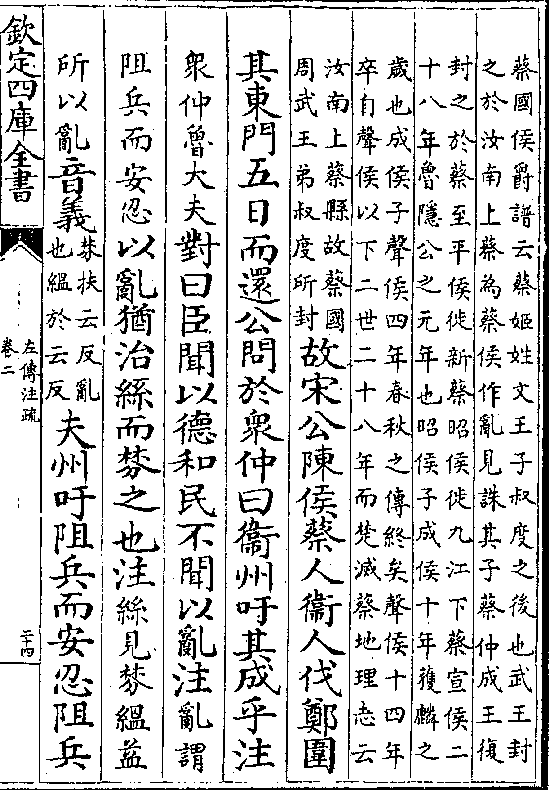 蔡國侯爵譜云蔡姬姓文王子叔度之後也武王封
之於汝南上蔡為蔡侯作亂見誅其子蔡仲成王復
封之於蔡至平侯徙新蔡昭侯徙九江下蔡宣侯二
十八年魯隱公之元年也昭侯子成侯十年獲麟之
歲也成侯子聲侯四年春秋之傳終矣聲侯十四年
卒自聲侯以下二世二十八年而楚滅蔡地理志云
汝南上蔡縣故蔡國
周武王弟叔度所封
故宋公陳侯蔡人衞人伐鄭圍
其東門五日而還公問於衆仲曰衞州吁其成乎注
衆仲魯大夫對曰臣聞以德和民不聞以亂注亂謂
阻兵而安忍以亂猶治絲而棼之也注絲見棼緼益
所以亂音義
棼扶云反亂
也緼於云反
夫州吁阻兵而安忍阻兵
欽定四庫全書
左傳注疏
卷二
二十四